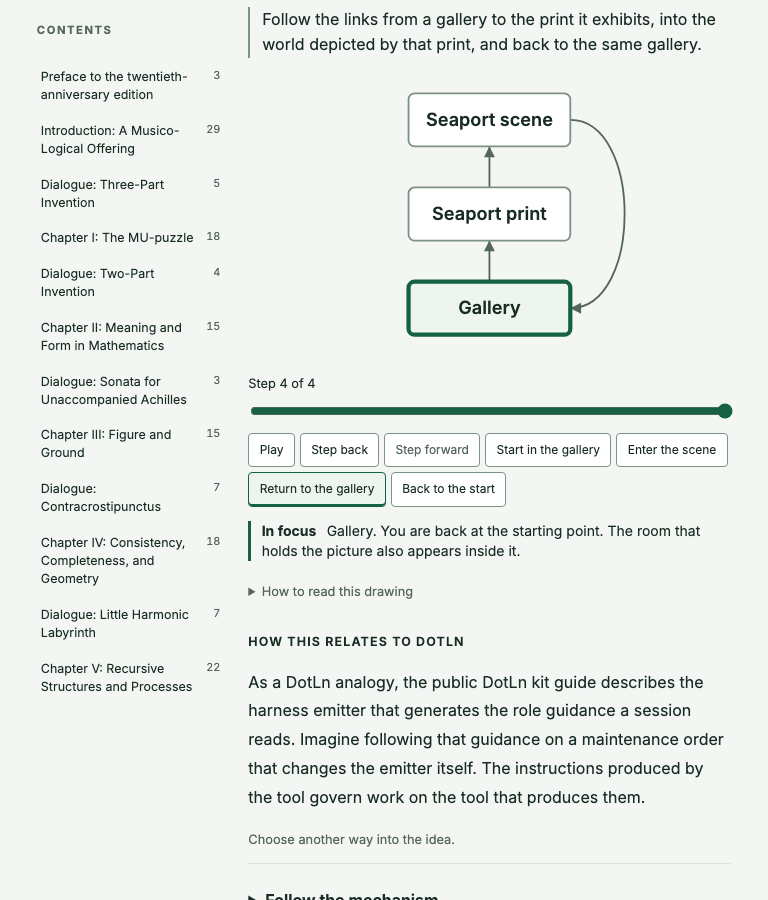 CONTENTS
Preface to the twentieth- 3
anniversary edition
Introduction: A Musico- 29
Logical Offering
Dialogue: Three-Part 5
Invention
Chapter I: The MU-puzzle 18
Dialogue: Two-Part 4
Invention
Chapter II: Meaning and 15
Form in Mathematics
Dialogue: Sonata for 3
Unaccompanied Achilles
Chapter III: Figure and 15
Ground
Dialogue: 7
Contracrostipunctus
Chapter IV: Consistency, 18
Completeness, and
Geometry
Dialogue: Little Harmonic 7
Labyrinth
Chapter V: Recursive 22
Structures and Processes
Follow the links from a gallery to the print it exhibits, into the
world depicted by that print, and back to the same gallery.
Seaport scene
Seaport print
Gallery
Step 4 of 4
Play Step back Step forward Start in the gallery Enter the scene
Return to the gallery Back to the start
In focus Gallery. You are back at the starting point. The room that
holds the picture also appears inside it.
How to read this drawing
HOW THIS RELATES TO DOTLN
As a DotLn analogy, the public DotLn kit guide describes the
harness emitter that generates the role guidance a session
reads. Imagine following that guidance on a maintenance order
that changes the emitter itself. The instructions produced by
the tool govern work on the tool that produces them.
Choose another way into the idea.
Follow the mechanism